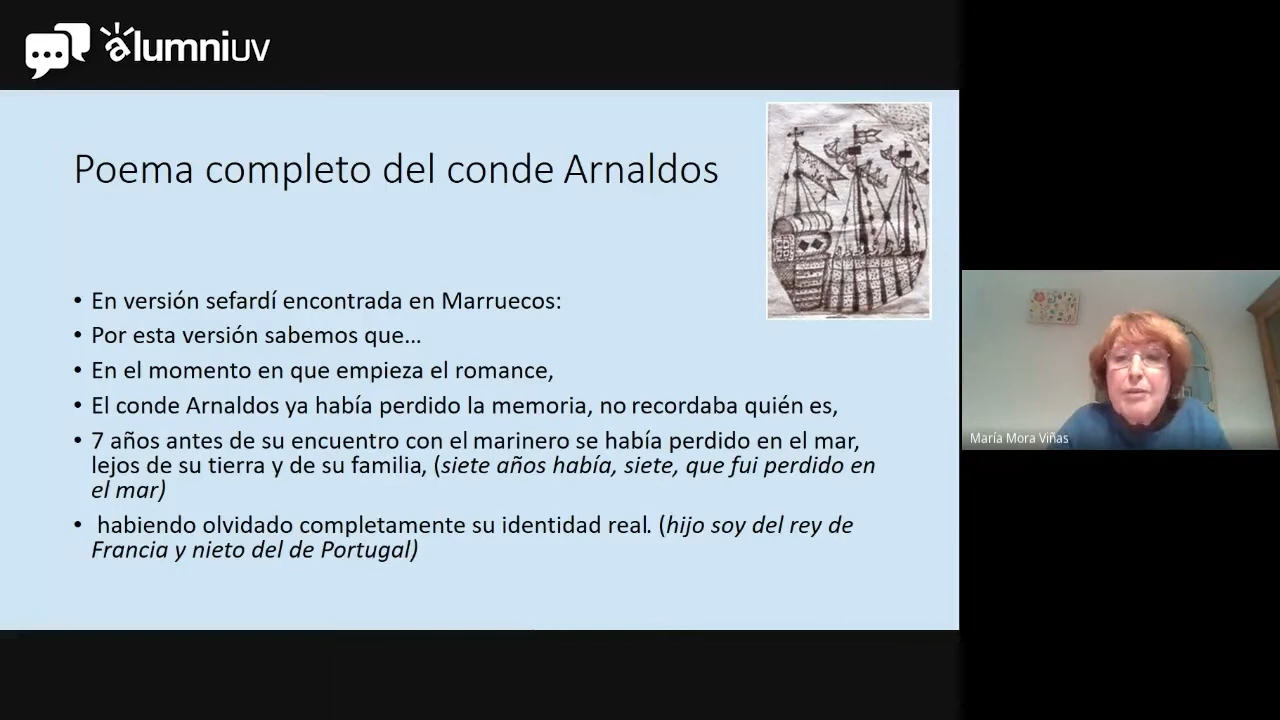 alumniuv
Poema completo del conde Arnaldos
• En versión sefardí encontrada en Marruecos:
• Por esta versión sabemos que...
• En el momento en que empieza el romance,
• El conde Arnaldos ya había perdido la memoria, no recordaba quién es,
• 7 años antes de su encuentro con el marinero se había perdido en el mar,
lejos de su tierra y de su familia, (siete años había, siete, que fui perdido en
el mar)
• habiendo olvidado completamente su identidad real. (hijo soy del rey de
Francia y nieto del de Portugal)
María Mora Viñas